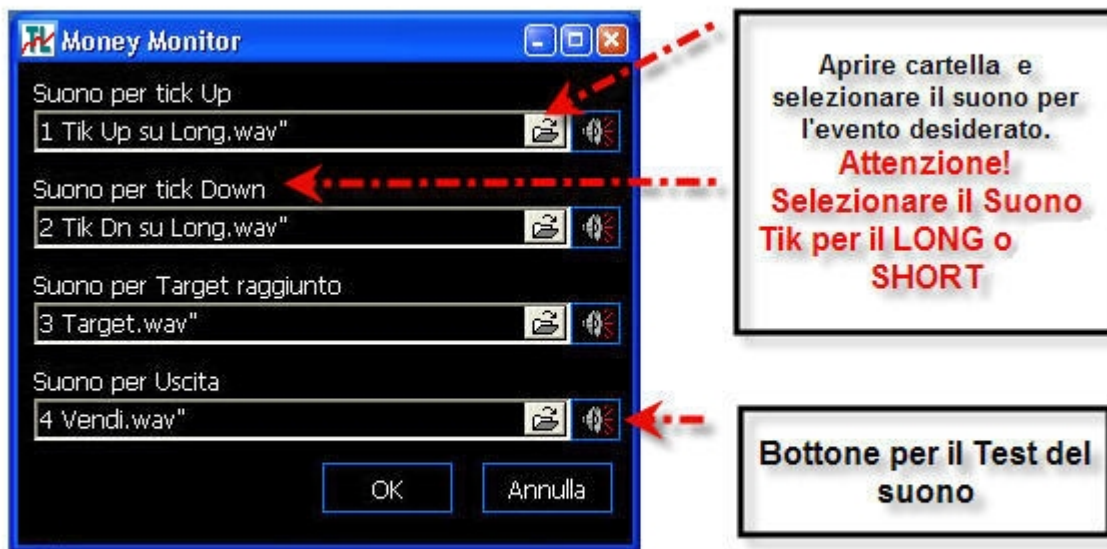 TL Money Monitor
Suono per tick Up
1 Tik Up su Long.wav"
Suono per tick Down
2 Tik Dn su Long.wav"
Suono per Target raggiunto
3 Target.wav"
Suono per Uscita
4 Vendi.wav"
OK Annulla
Aprire cartella e
selezionare il suono per
l'evento desiderato.
Attenzione!
Selezionare il Suono
Tik per il LONG o
SHORT
Bottone per il Test del
suono